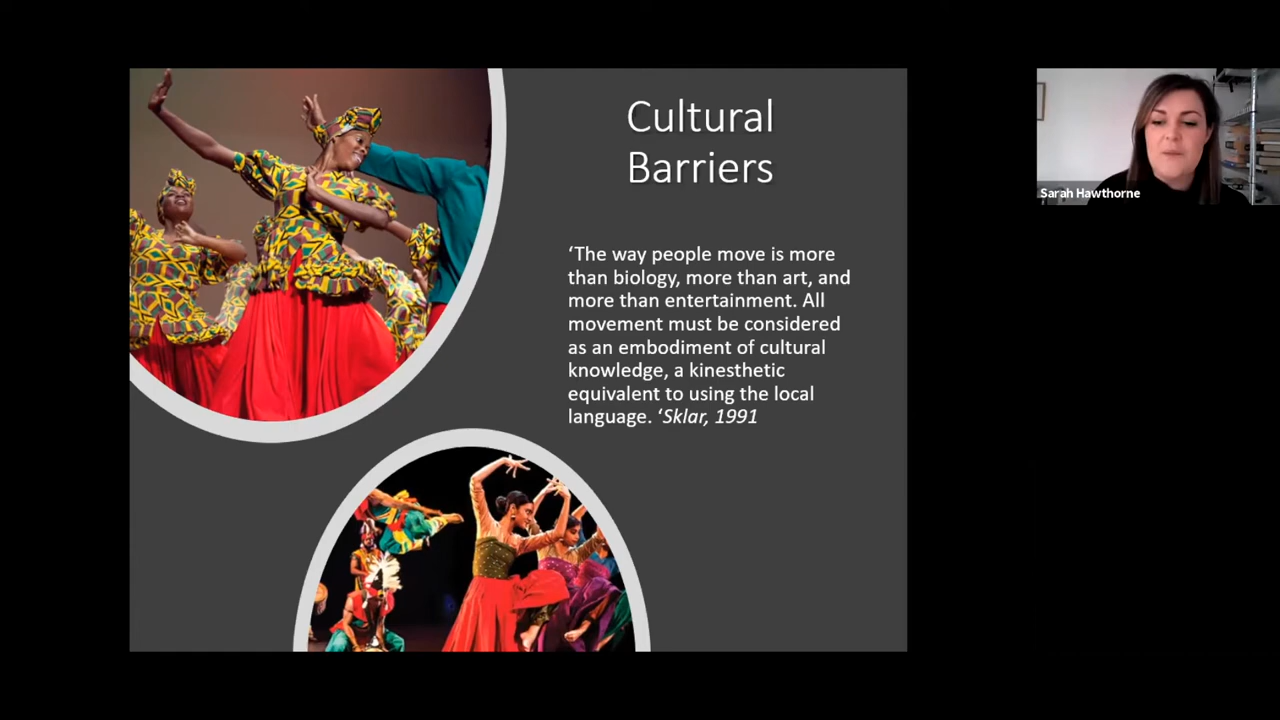 Cultural
Barriers
‘The way people move is more
than biology, more than art, and
more than entertainment. All
movement must be considered
as an embodiment of cultural
knowledge, a kinesthetic
equivalent to using the local
language. ‘Sklar, 1991
Sarah Hawthorne